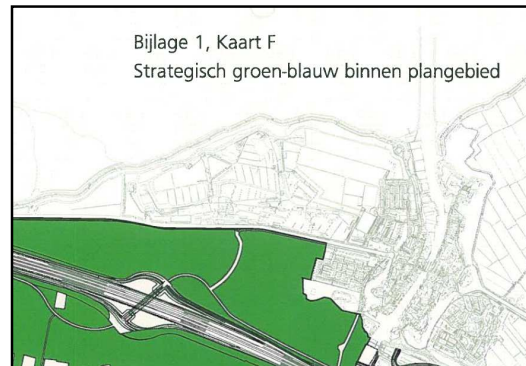 Bijlage 1, Kaart F
Strategisch groen-blauw binnen plangebied